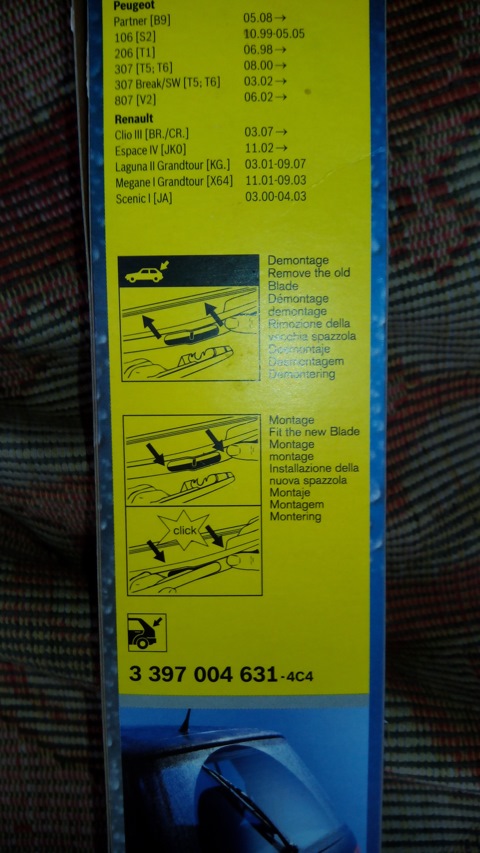 Peugeot
Partner [B9] 05.08→
106 [S2] 10.99-05.05
206 [T1] 06.98→
307 [T5; T6] 08.00→
307 Break/SW [T5; T6] 03.02→
807 [V2] 06.02→
Renault
Clio III [BR./CR.] 03.07→
Espace IV [JK0] 11.02→
Laguna II Grandtour [KG.] 03.01-09.07
Megane I Grandtour [X64] 11.01-09.03
Scenic I [JA] 03.00-04.03
Demontage
Remove the old
Blade
Démontage
demontage
Rimozione della
vecchia spazzola
Desmontaje
Desmontagem
Demontering
Montage
Fit the new Blade
Montage
montage
Installazione della
nuova spazzola
Montaje
Montagem
Montering
click
3 397 004 631-4C4